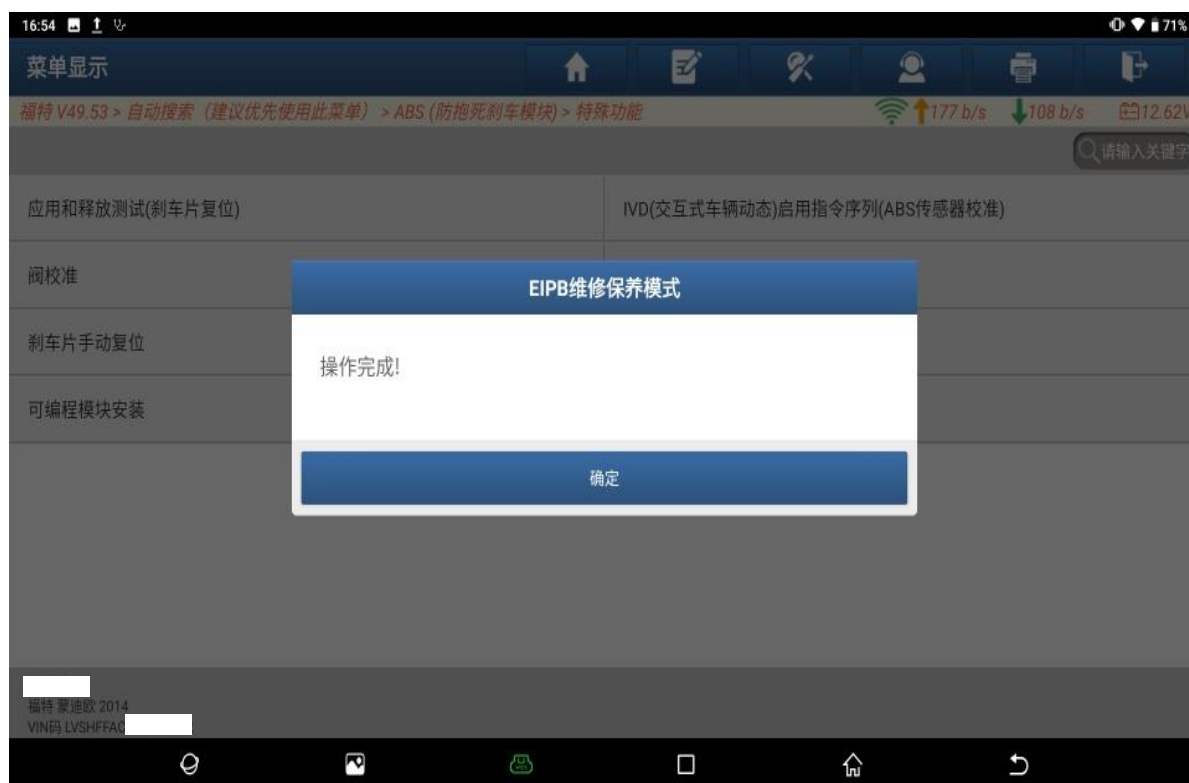 16:54
71%
菜单显示
福特 V49.53 > 自动搜索（建议优先使用此菜单） > ABS (防抱死刹车模块) > 特殊功能
177 b/s
108 b/s
12.62V
请输入关键字
应用和释放测试(刹车片复位)
IVD(交互式车辆动态)启用指令序列(ABS传感器校准)
阀校准
EIPB维修保养模式
刹车片手动复位
操作完成!
可编程模块安装
确定
福特 蒙迪欧 2014
VIN码 LVSHFFAC
VCI